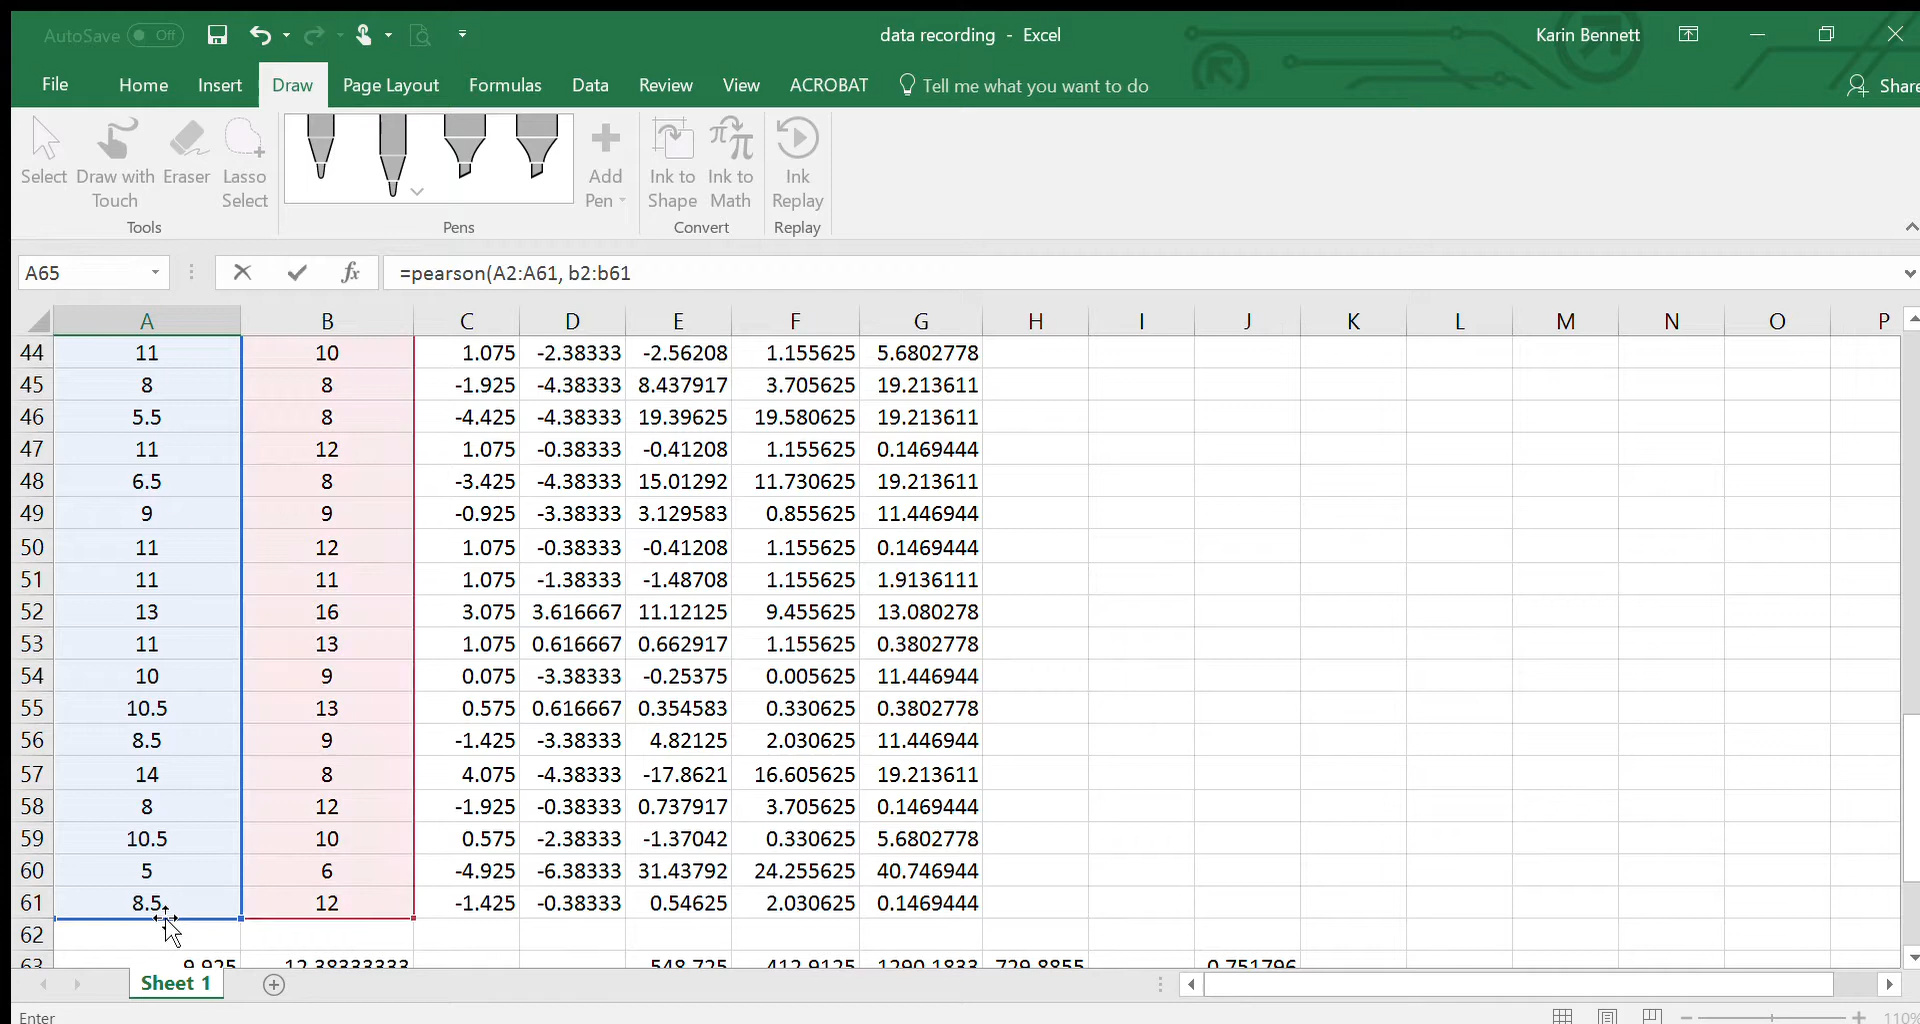 AutoSave Off data recording - Excel Karin Bennett
File Home Insert Draw Page Layout Formulas Data Review View ACROBAT Tell me what you want to do Share
Select Draw with Touch Eraser Lasso Select Add Pen Ink to Shape Ink to Math Ink Replay
Tools Pens Convert Replay
A65 fx =pearson(A2:A61, b2:b61
A B C D E F G H I J K L M N O P
44 11 10 1.075 -2.38333 -2.56208 1.155625 5.6802778
45 8 8 -1.925 -4.38333 8.437917 3.705625 19.213611
46 5.5 8 -4.425 -4.38333 19.39625 19.580625 19.213611
47 11 12 1.075 -0.38333 -0.41208 1.155625 0.1469444
48 6.5 8 -3.425 -4.38333 15.01292 11.730625 19.213611
49 9 9 -0.925 -3.38333 3.129583 0.855625 11.446944
50 11 12 1.075 -0.38333 -0.41208 1.155625 0.1469444
51 11 11 1.075 -1.38333 -1.48708 1.155625 1.9136111
52 13 16 3.075 3.616667 11.12125 9.455625 13.080278
53 11 13 1.075 0.616667 0.662917 1.155625 0.3802778
54 10 9 0.075 -3.38333 -0.25375 0.005625 11.446944
55 10.5 13 0.575 0.616667 0.354583 0.330625 0.3802778
56 8.5 9 -1.425 -3.38333 4.82125 2.030625 11.446944
57 14 8 4.075 -4.38333 -17.8621 16.605625 19.213611
58 8 12 -1.925 -0.38333 0.737917 3.705625 0.1469444
59 10.5 10 0.575 -2.38333 -1.37042 0.330625 5.6802778
60 5 6 -4.925 -6.38333 31.43792 24.255625 40.746944
61 8.5 12 -1.425 -0.38333 0.54625 2.030625 0.1469444
62
63 9.925 12.38333333 548.725 412.9125 1290.1833 729.8855 0.751796
Sheet 1
Enter 110%